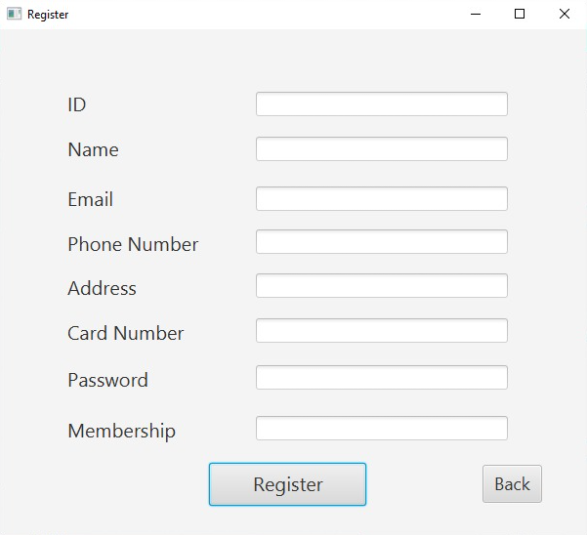 Register
ID
Name
Email
Phone Number
Address
Card Number
Password
Membership
Register
Back